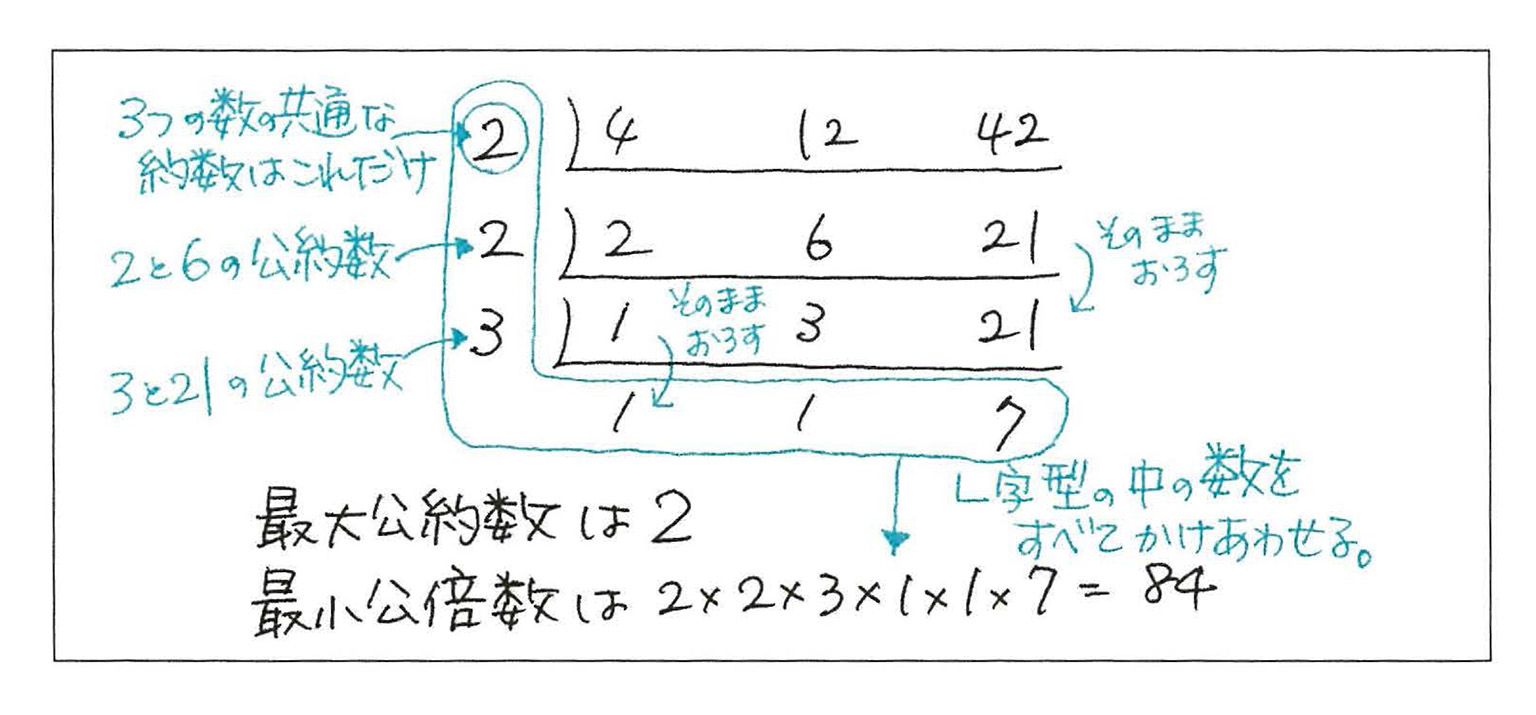 3つの数の共通な
約数はこれだけ
2 ) 4 12 42
2と6の公約数
2 ) 2 6 21
そのまま
おろす
3と21の公約数
3 ) 1 3 21
そのまま
おろす
1 1 7
L字型の中の数を
すべてかけあわせる。
最大公約数は2
最小公倍数は 2×2×3×1×1×7=84